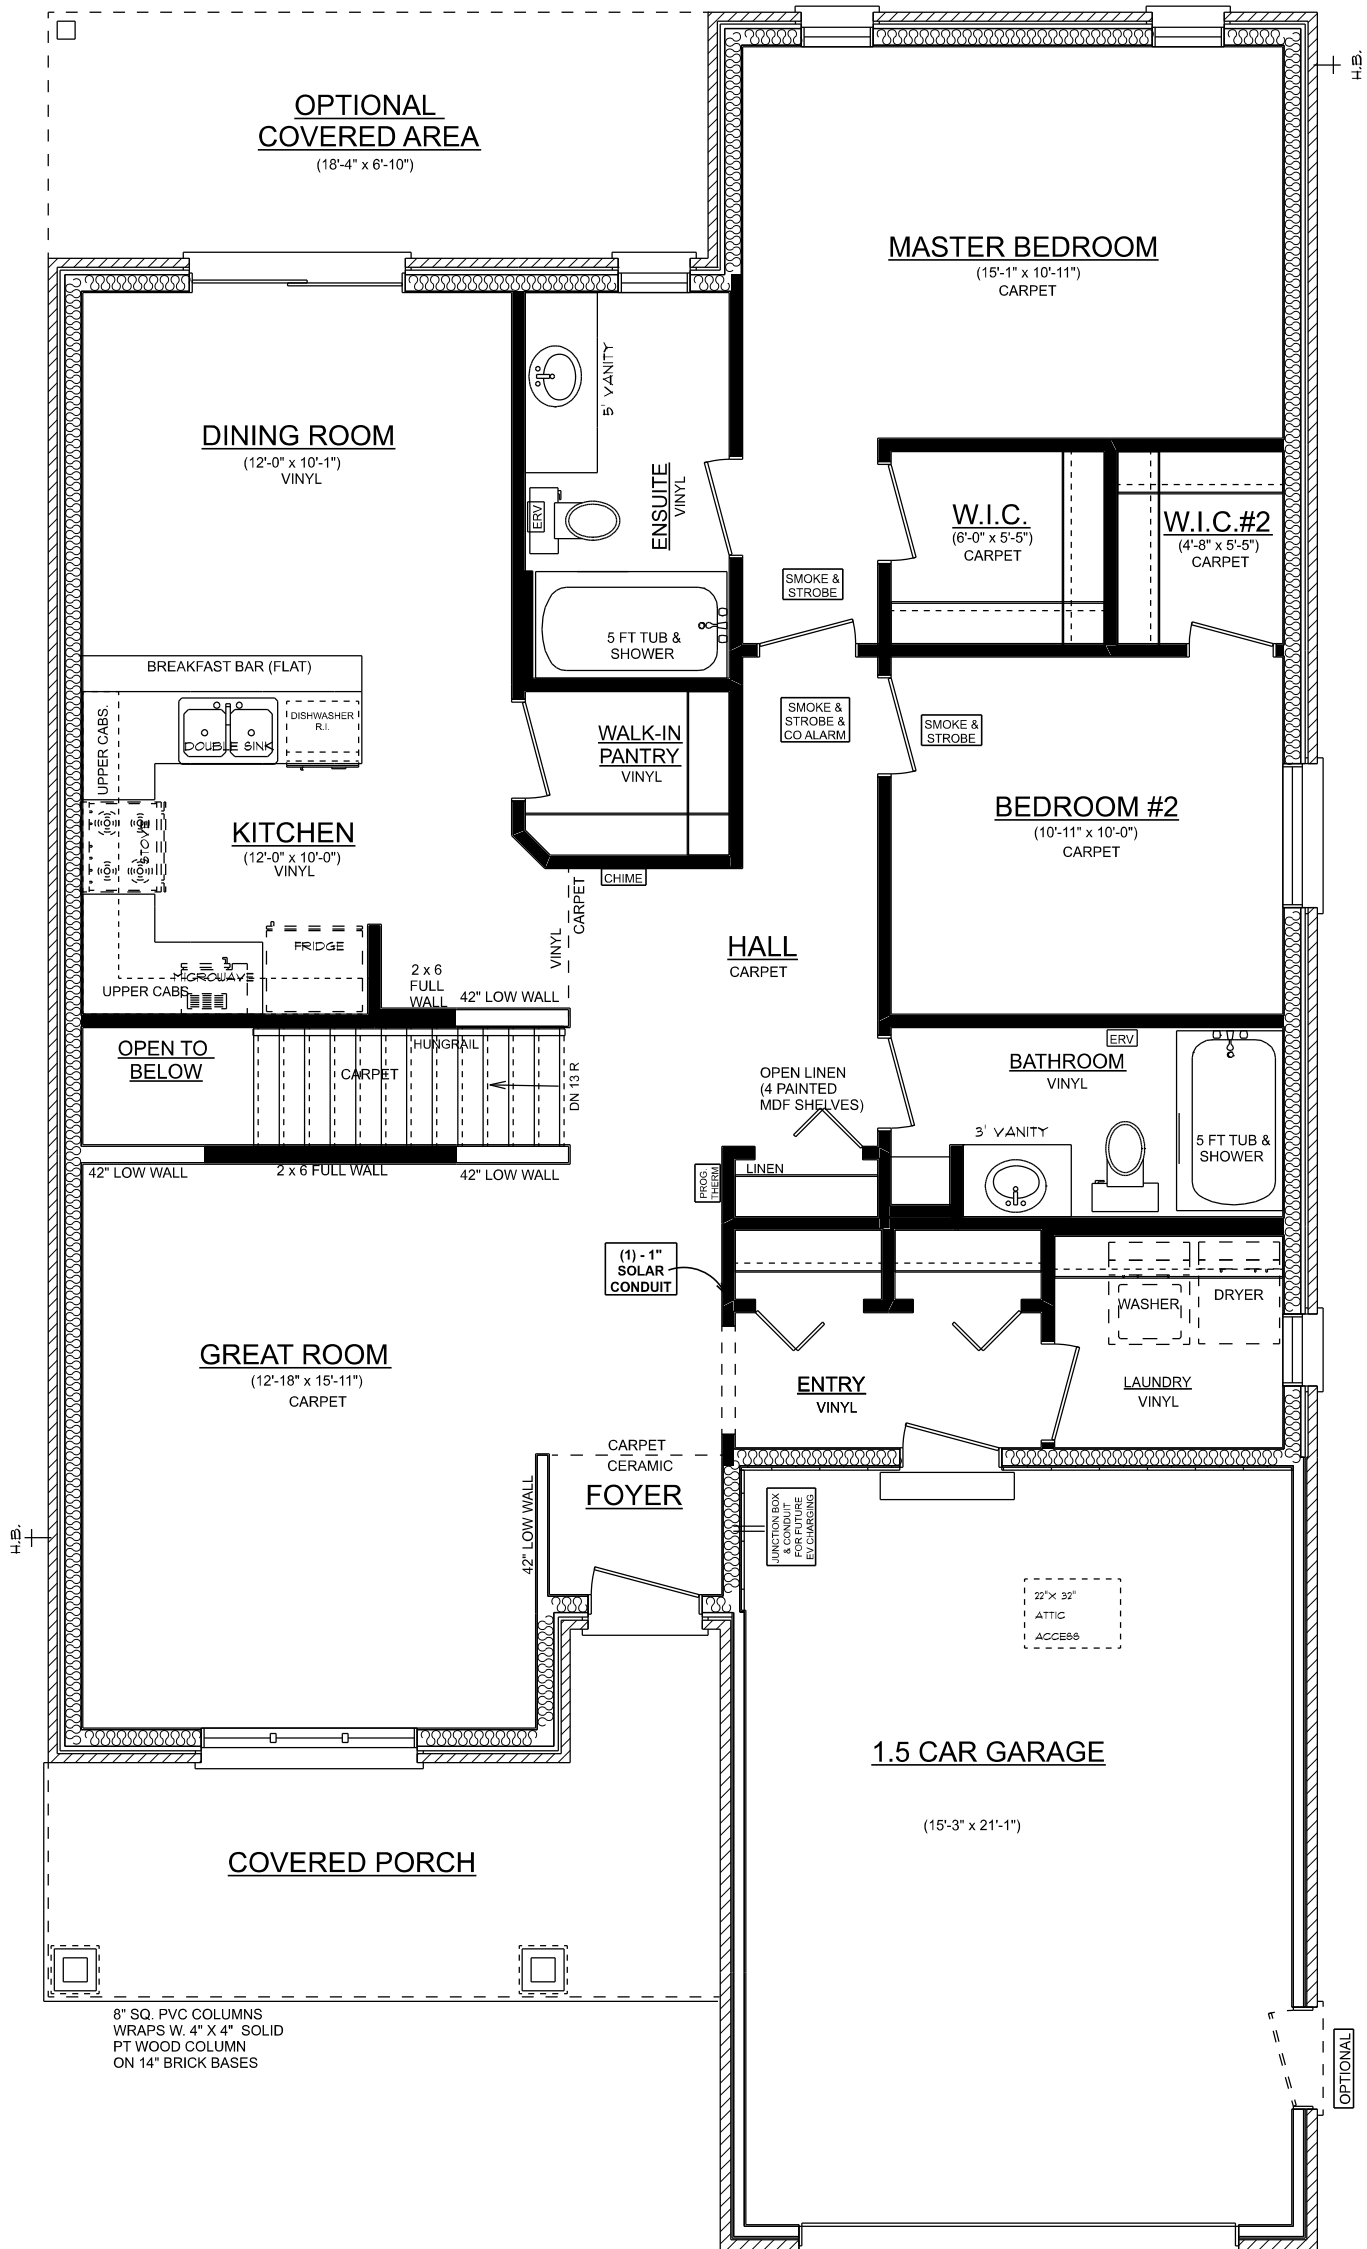 H.B.
OPTIONAL
COVERED AREA
(18'-4" x 6'-10")
MASTER BEDROOM
(15'-1" x 10'-11")
CARPET
DINING ROOM
(12'-0" x 10'-1")
VINYL
5' VANITY
ERV
ENSUITE
VINYL
W.I.C.
(6'-0" x 5'-5")
CARPET
W.I.C.#2
(4'-8" x 5'-5")
CARPET
SMOKE &
STROBE
5 FT TUB &
SHOWER
BREAKFAST BAR (FLAT)
UPPER CABS.
DOUBLE SINK
DISHWASHER
R.I.
WALK-IN
PANTRY
VINYL
SMOKE &
STROBE &
CO ALARM
SMOKE &
STROBE
BEDROOM #2
(10'-11" x 10'-0")
CARPET
STOVE
KITCHEN
(12'-0" x 10'-0")
VINYL
CHIME
CARPET
VINYL
FRIDGE
MICROWAVE
UPPER CABS.
2 x 6
FULL
WALL
42" LOW WALL
HALL
CARPET
OPEN TO
BELOW
HUNGRAIL
CARPET
DN 13 R
OPEN LINEN
(4 PAINTED
MDF SHELVES)
ERV
BATHROOM
VINYL
3' VANITY
5 FT TUB &
SHOWER
42" LOW WALL
2 x 6 FULL WALL
42" LOW WALL
PROG.
THERM
LINEN
(1) - 1"
SOLAR
CONDUIT
WASHER
DRYER
GREAT ROOM
(12'-18" x 15'-11")
CARPET
ENTRY
VINYL
LAUNDRY
VINYL
CARPET
CERAMIC
FOYER
42" LOW WALL
H.B.
JUNCTION BOX
& CONDUIT
FOR FUTURE
EV CHARGING
22"X 32"
ATTIC
ACCESS
1.5 CAR GARAGE
(15'-3" x 21'-1")
COVERED PORCH
8" SQ. PVC COLUMNS
WRAPS W. 4" X 4" SOLID
PT WOOD COLUMN
ON 14" BRICK BASES
OPTIONAL